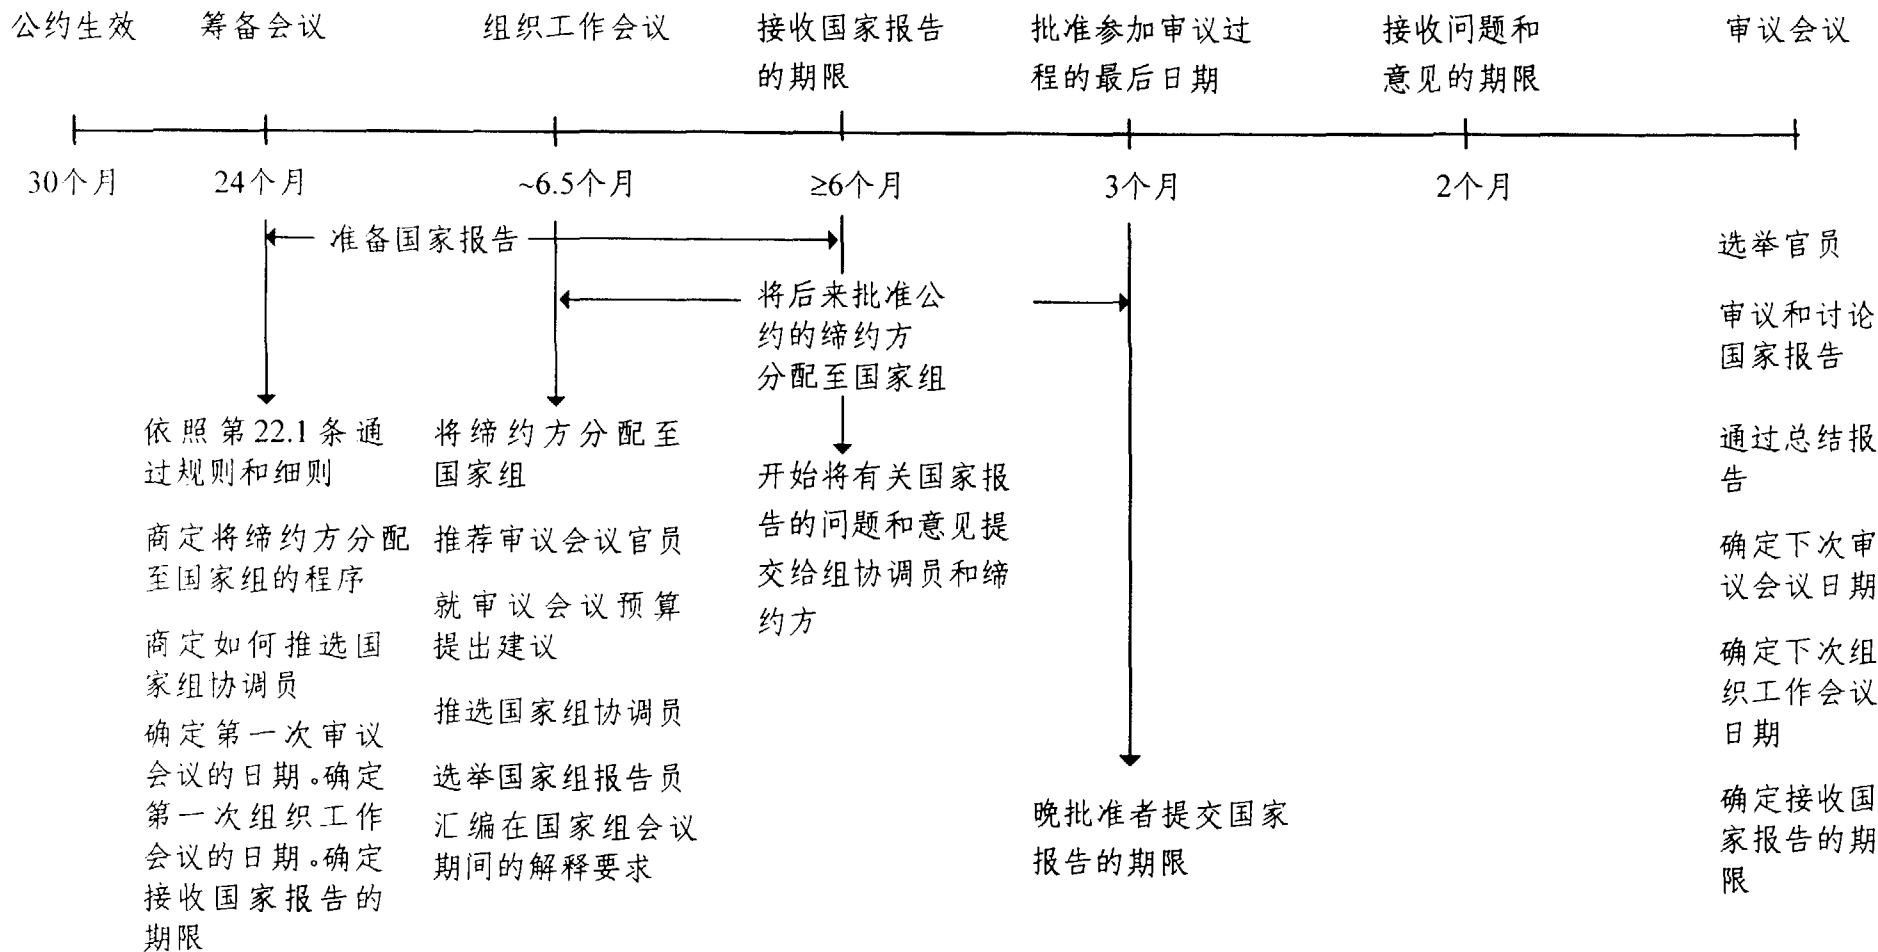 公约生效
筹备会议
组织工作会议
接收国家报告
的期限
批准参加审议过
程的最后日期
接收问题和
意见的期限
审议会议
30个月
24个月
~6.5个月
≥6个月
3个月
2个月
准备国家报告
将后来批准公
约的缔约方
分配至国家组
依照第22.1条通
过规则和细则
商定将缔约方分配
至国家组的程序
商定如何推选国
家组协调员
确定第一次审议
会议的日期。确定
第一次组织工作
会议的日期。确定
接收国家报告的
期限
将缔约方分配至
国家组
推荐审议会议官员
就审议会议预算
提出建议
推选国家组协调员
选举国家组报告员
汇编在国家组会议
期间的解释要求
开始将有关国家报
告的问题和意见提
交给组协调员和缔
约方
晚批准者提交国家
报告的期限
选举官员
审议和讨论
国家报告
通过总结报
告
确定下次审
议会议日期
确定下次组
织工作会议
日期
确定接收国
家报告的期
限